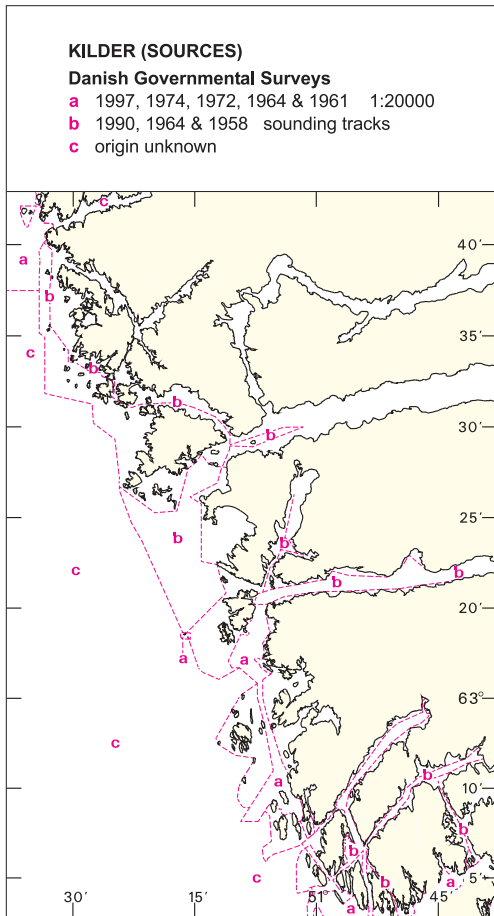 KILDER (SOURCES)
Danish Governmental Surveys
a 1997, 1974, 1972, 1964 & 1961 1:20000
b 1990, 1964 & 1958 sounding tracks
c origin unknown
c
40′
a
b
35′
c
b
b
b
30′
25′
b
b
c
b
b
20′
a
a
63°
c
a
b
10′
b
b
c
b
a
5′
a
30′ 15′ 51° 45′